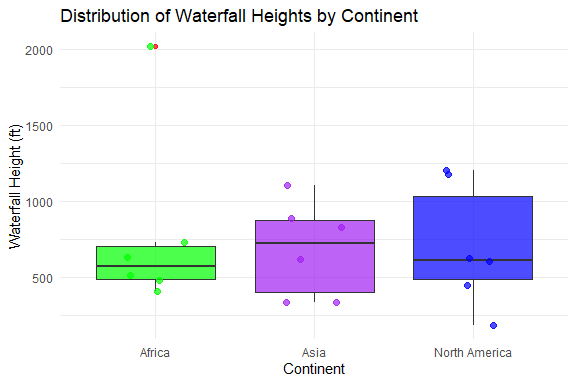 Distribution of Waterfall Heights by Continent
Waterfall Height (ft)
2000
1500
1000
500
Africa
Asia
North America
Continent